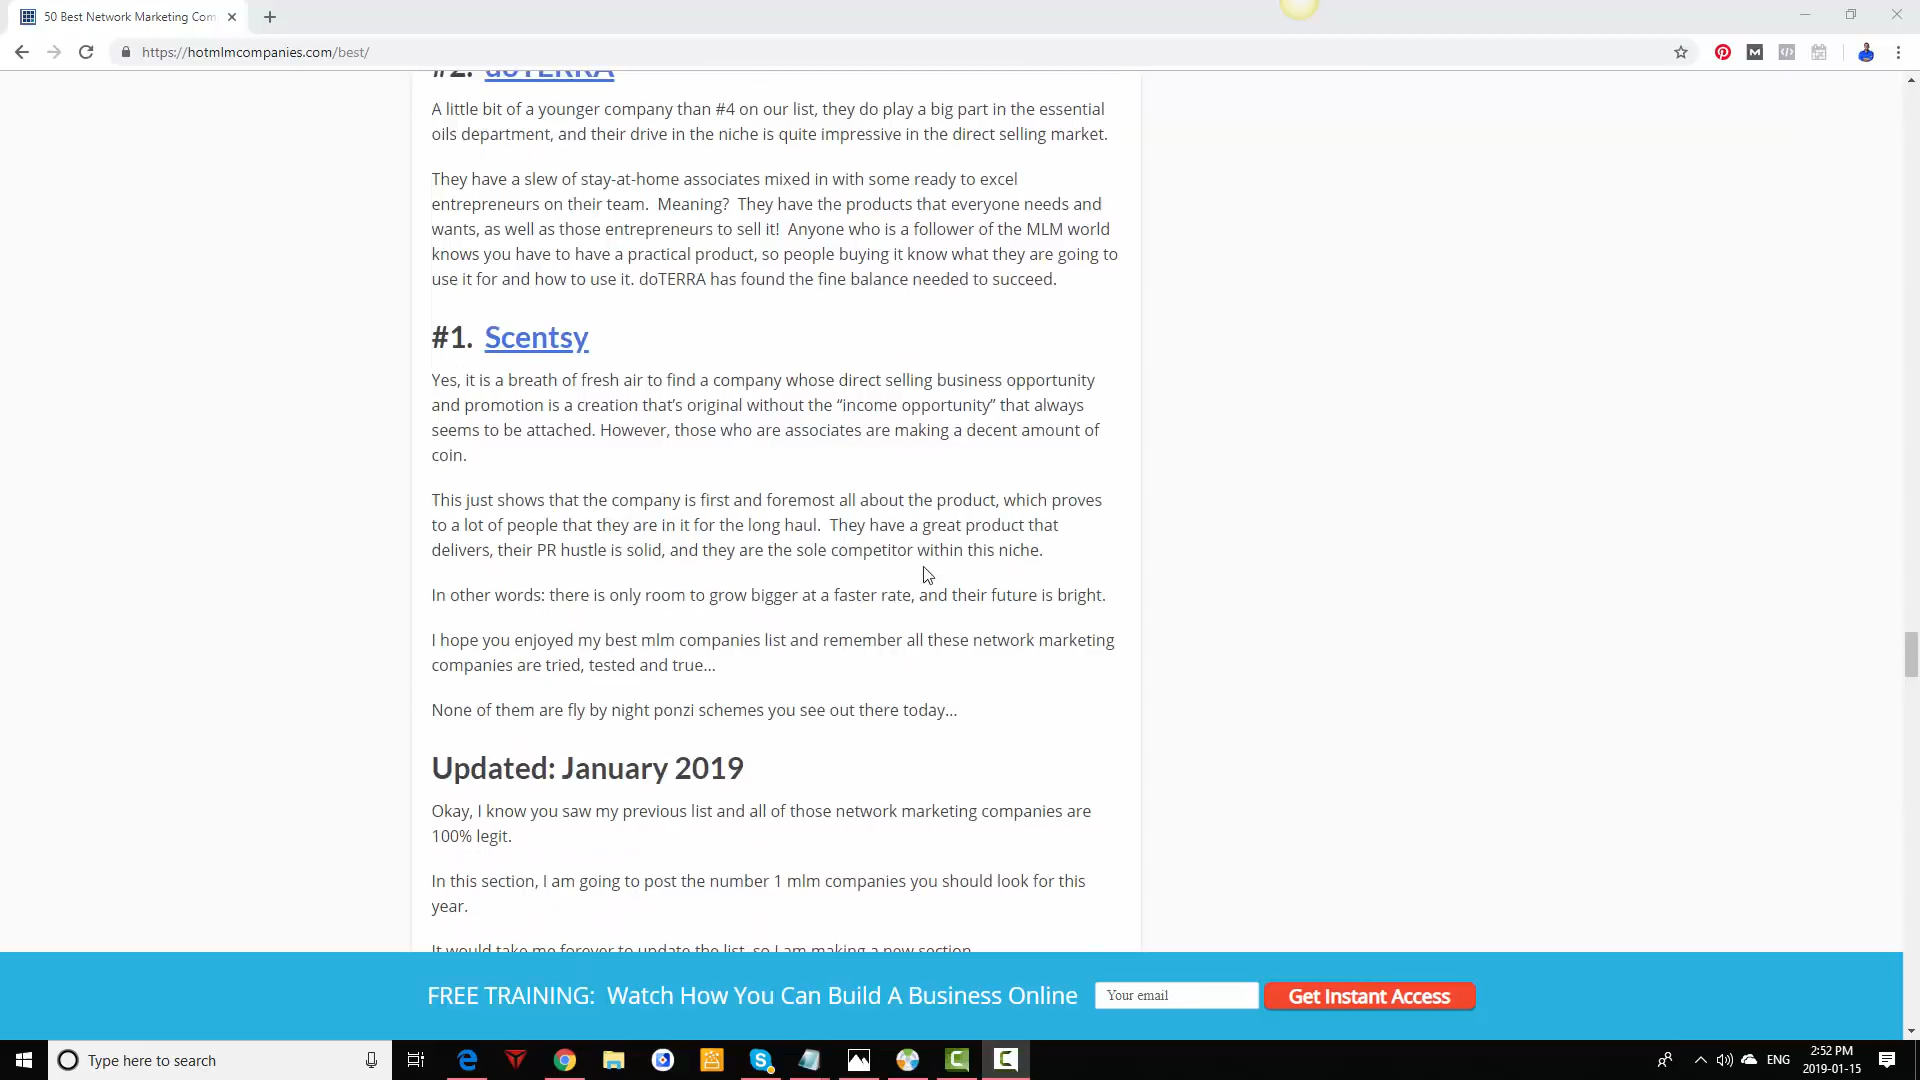 50 Best Network Marketing Com
https://hotmlmcompanies.com/best/
#2. doTERRA
A little bit of a younger company than #4 on our list, they do play a big part in the essential
oils department, and their drive in the niche is quite impressive in the direct selling market.
They have a slew of stay-at-home associates mixed in with some ready to excel
entrepreneurs on their team.  Meaning?  They have the products that everyone needs and
wants, as well as those entrepreneurs to sell it!  Anyone who is a follower of the MLM world
knows you have to have a practical product, so people buying it know what they are going to
use it for and how to use it. doTERRA has found the fine balance needed to succeed.
#1. Scentsy
Yes, it is a breath of fresh air to find a company whose direct selling business opportunity
and promotion is a creation that’s original without the “income opportunity” that always
seems to be attached. However, those who are associates are making a decent amount of
coin.
This just shows that the company is first and foremost all about the product, which proves
to a lot of people that they are in it for the long haul.  They have a great product that
delivers, their PR hustle is solid, and they are the sole competitor within this niche.
In other words: there is only room to grow bigger at a faster rate, and their future is bright.
I hope you enjoyed my best mlm companies list and remember all these network marketing
companies are tried, tested and true…
None of them are fly by night ponzi schemes you see out there today…
Updated: January 2019
Okay, I know you saw my previous list and all of those network marketing companies are
100% legit.
In this section, I am going to post the number 1 mlm companies you should look for this
year.
It would take me forever to update the list, so I am making a new section.
FREE TRAINING:  Watch How You Can Build A Business Online
Your email
Get Instant Access
Type here to search
ENG
2:52 PM
2019-01-15